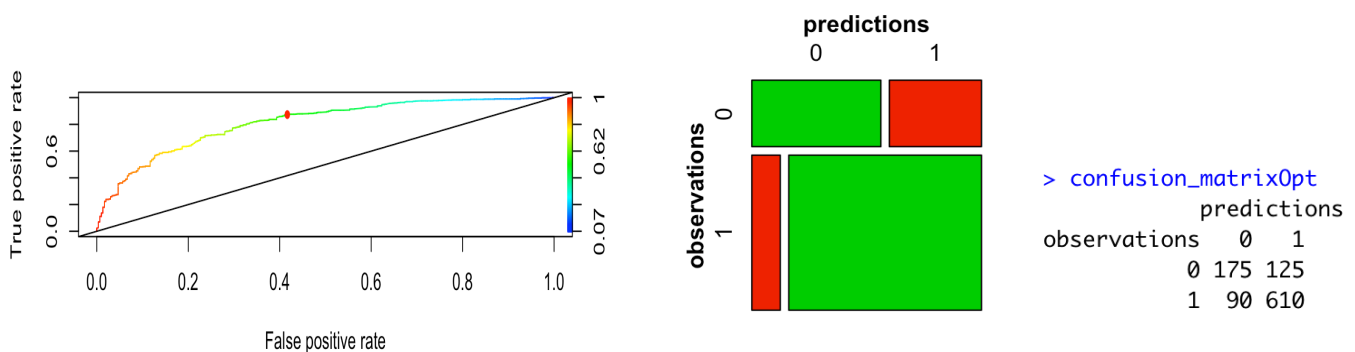 True positive rate
0.0 0.6
0.0 0.2 0.4 0.6 0.8 1.0
False positive rate
0.07 0.62 1
predictions
0 1
observations
0
1
> confusion_matrixOpt
predictions
observations 0 1
0 175 125
1 90 610